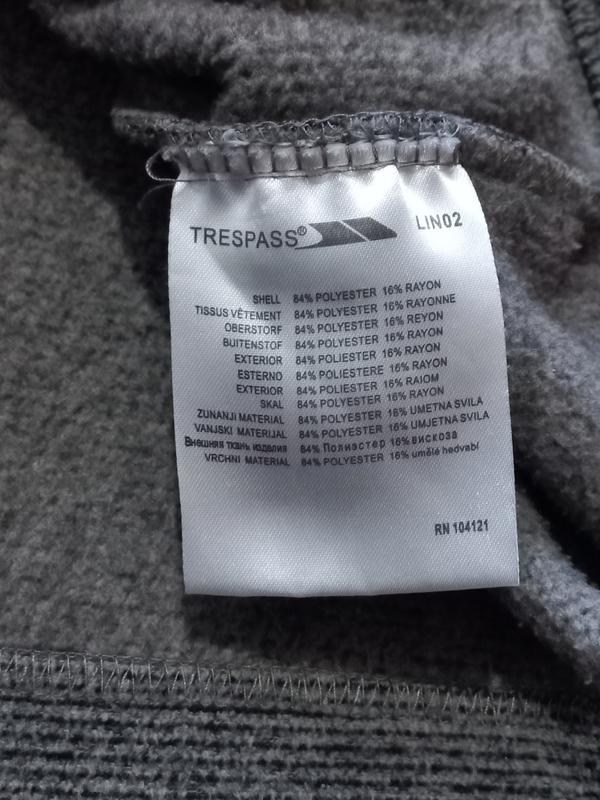 TRESPASS® LIN02
SHELL 84% POLYESTER 16% RAYON
TISSUS VÊTEMENT 84% POLYESTER 16% RAYONNE
OBERSTORF 84% POLYESTER 16% REYON
BUITENSTOF 84% POLYESTER 16% RAYON
EXTERIOR 84% POLIESTER 16% RAYON
ESTERNO 84% POLIESTERE 16% RAYON
EXTERIOR 84% POLIESTER 16% RAIOM
SKAL 84% POLYESTER 16% RAYON
ZUNANJI MATERIAL 84% POLYESTER 16% UMETNA SVILA
VANJSKI MATERIJAL 84% POLYESTER 16% UMJETNA SVILA
Внешняя ткань изделия 84% Полиэстер 16% вискоза
VRCHNI MATERIAL 84% POLYESTER 16% umělé hedvabí
RN 104121